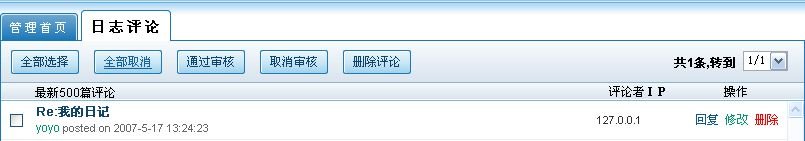 管理首页 日志评论
全部选择 全部取消 通过审核 取消审核 删除评论 共1条,转到 1/1
最新500篇评论 评论者IP 操作
Re:我的日记
yoyo posted on 2007-5-17 13:24:23 127.0.0.1 回复 修改 删除